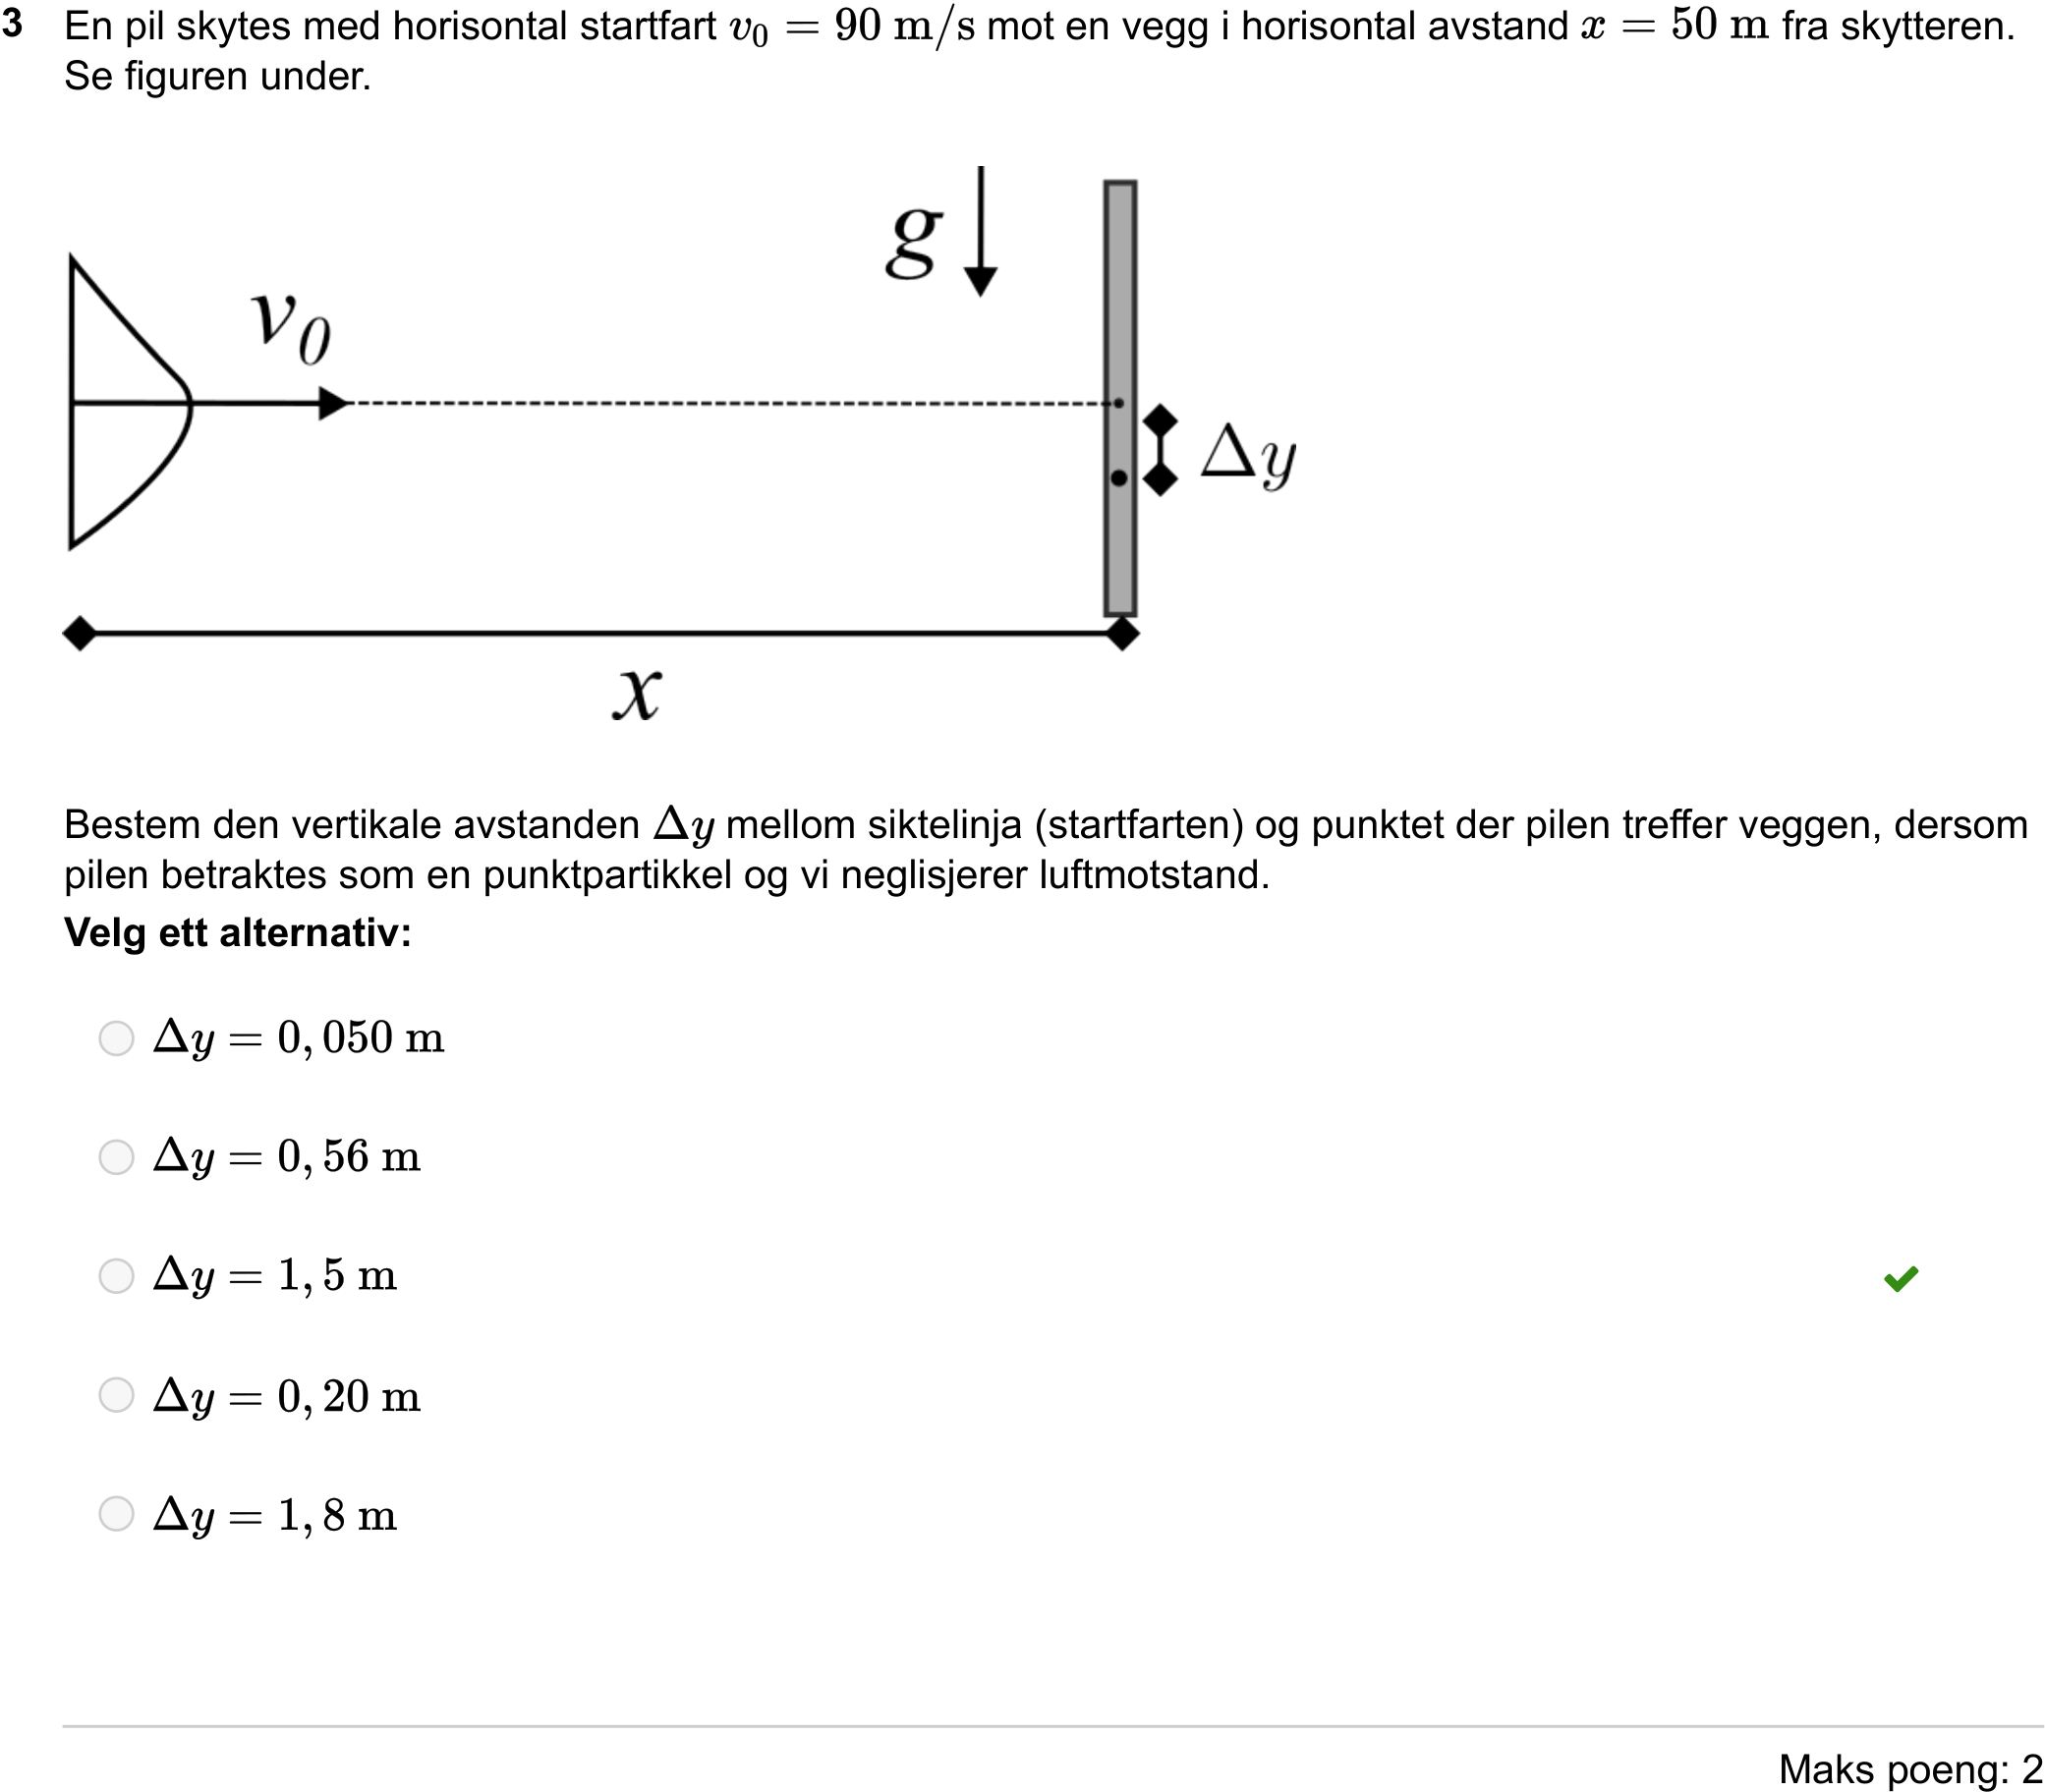 3 En pil skytes med horisontal startfart v₀ = 90 m/s mot en vegg i horisontal avstand x = 50 m fra skytteren.
Se figuren under.
g
v₀
Δy
x
Bestem den vertikale avstanden Δy mellom siktelinja (startfarten) og punktet der pilen treffer veggen, dersom
pilen betraktes som en punktpartikkel og vi neglisjerer luftmotstand.
Velg ett alternativ:
Δy = 0,050 m
Δy = 0,56 m
Δy = 1,5 m
Δy = 0,20 m
Δy = 1,8 m
Maks poeng: 2